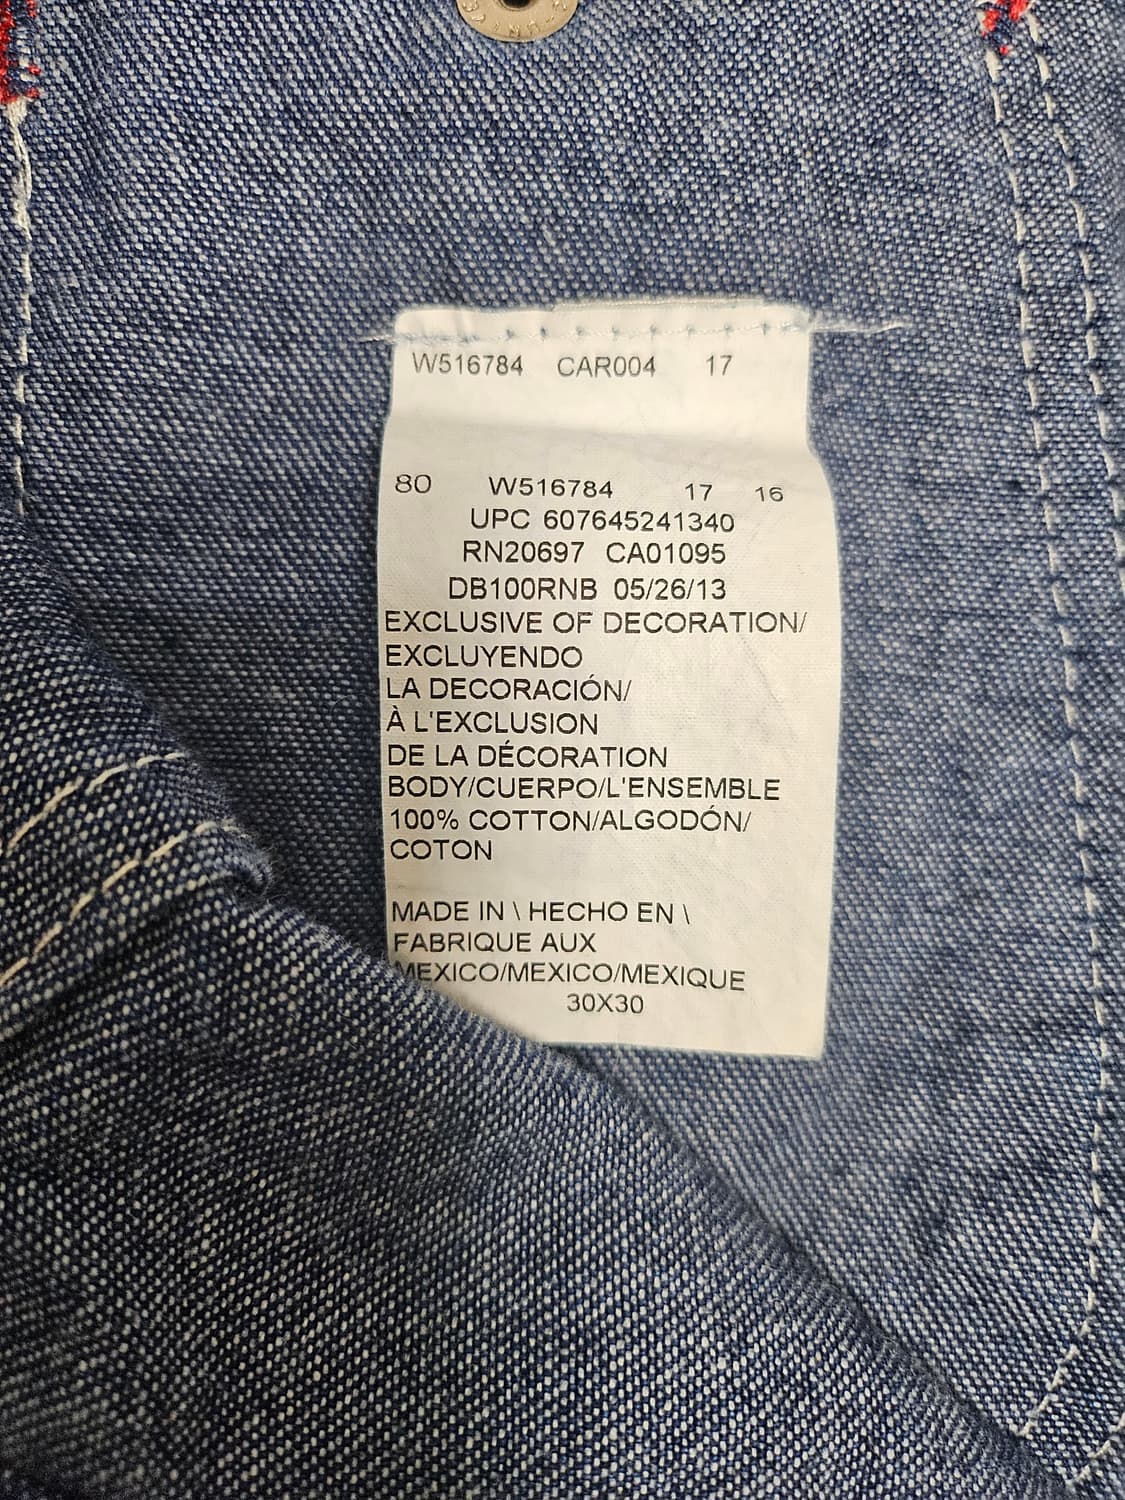 W516784 CAR004 17
80 W516784 17 16
UPC 607645241340
RN20697 CA01095
DB100RNB 05/26/13
EXCLUSIVE OF DECORATION/
EXCLUYENDO
LA DECORACIÓN/
À L'EXCLUSION
DE LA DÉCORATION
BODY/CUERPO/L'ENSEMBLE
100% COTTON/ALGODÓN/
COTON
MADE IN \ HECHO EN \
FABRIQUE AUX
MEXICO/MEXICO/MEXIQUE
30X30